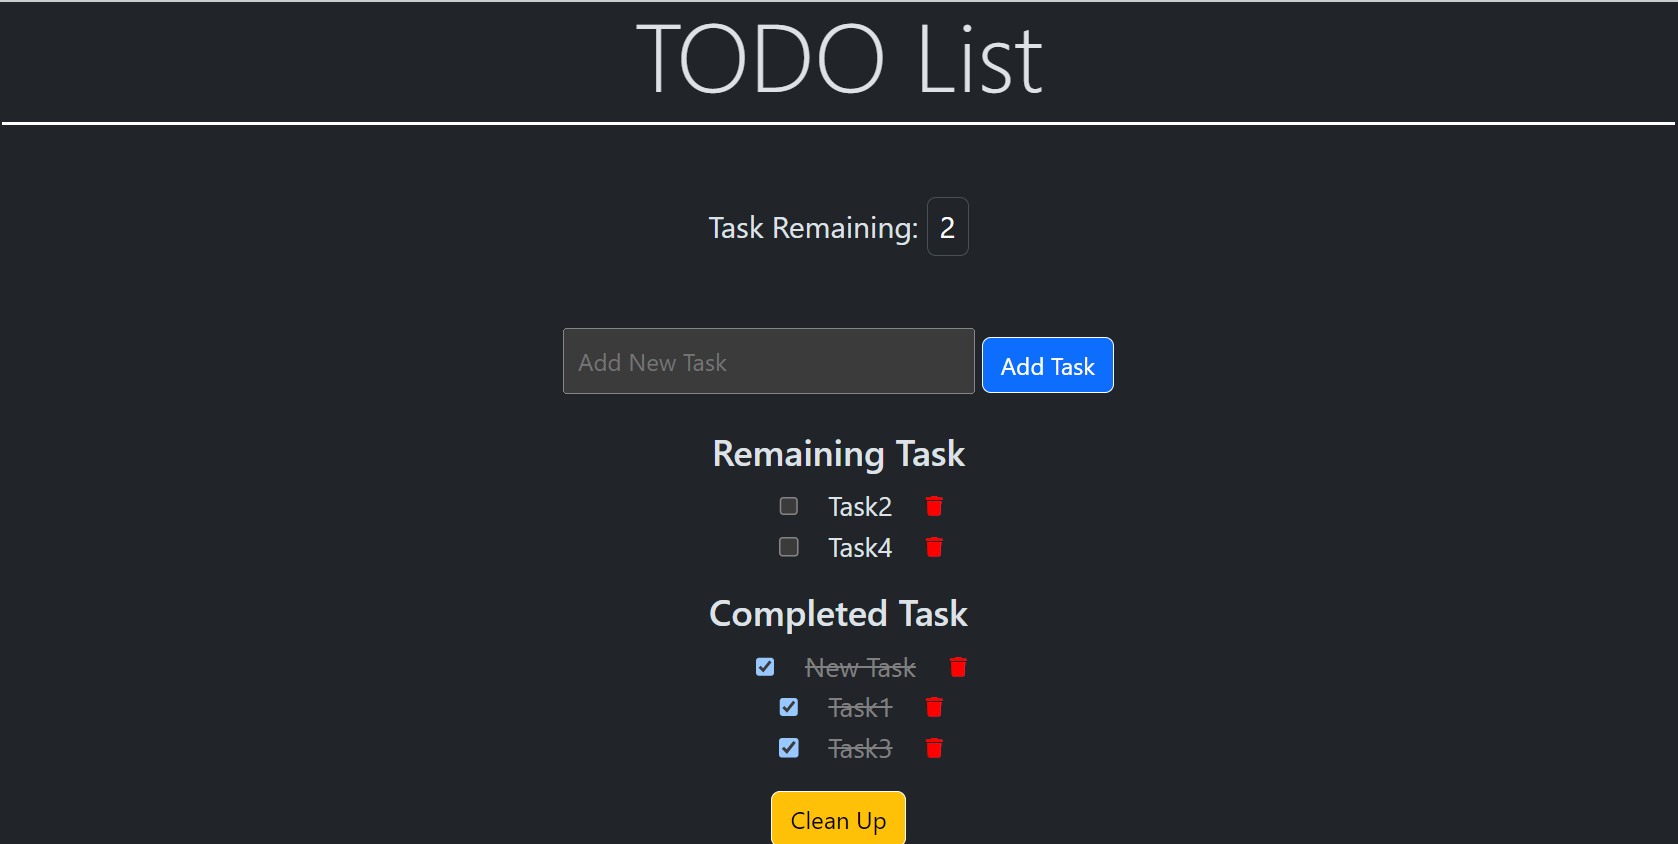 TODO List
Task Remaining: 2
Add New Task
Add Task
Remaining Task
Task2
Task4
Completed Task
New Task
Task1
Task3
Clean Up